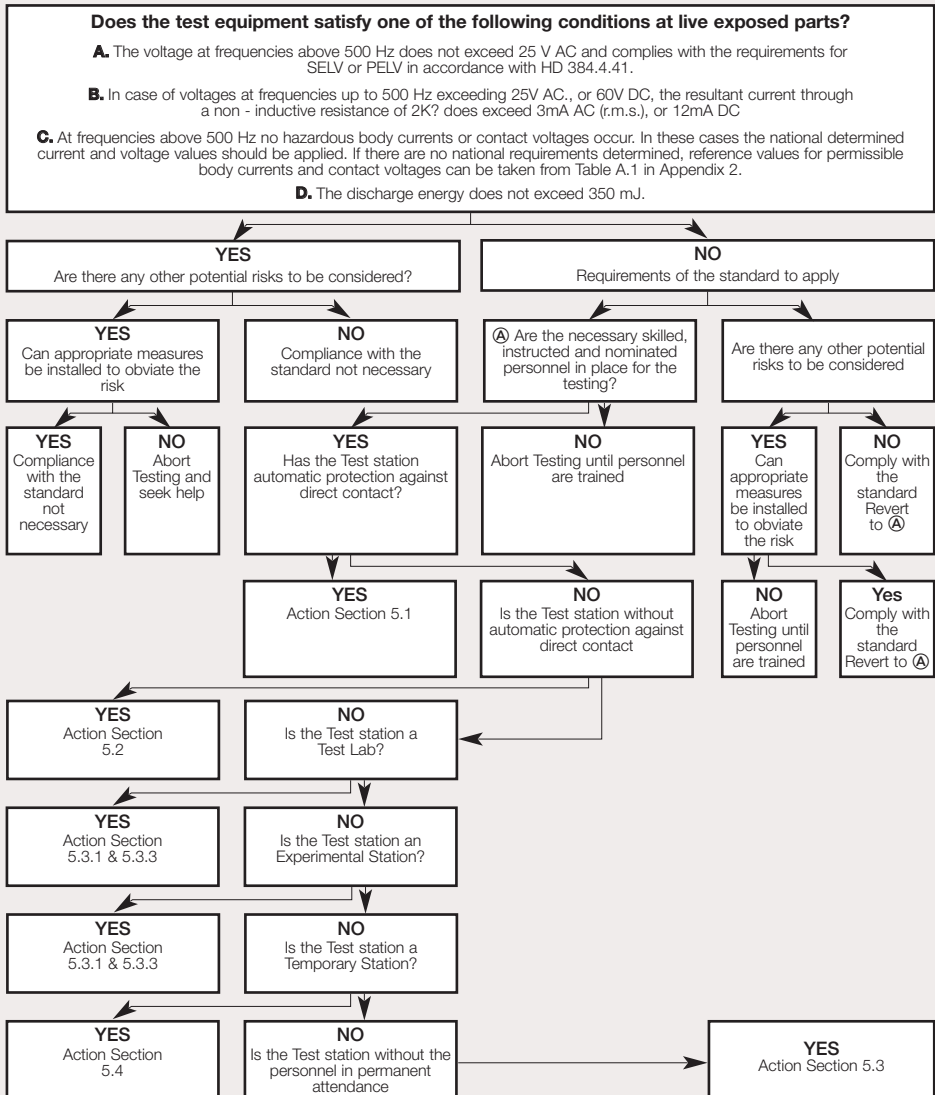 Does the test equipment satisfy one of the following conditions at live exposed parts?
A. The voltage at frequencies above 500 Hz does not exceed 25 V AC and complies with the requirements for
SELV or PELV in accordance with HD 384.4.41.
B. In case of voltages at frequencies up to 500 Hz exceeding 25V AC., or 60V DC, the resultant current through
a non - inductive resistance of 2K? does exceed 3mA AC (r.m.s.), or 12mA DC
C. At frequencies above 500 Hz no hazardous body currents or contact voltages occur. In these cases the national determined
current and voltage values should be applied. If there are no national requirements determined, reference values for permissible
body currents and contact voltages can be taken from Table A.1 in Appendix 2.
D. The discharge energy does not exceed 350 mJ.
YES
Are there any other potential risks to be considered?
NO
Requirements of the standard to apply
YES
Can appropriate measures
be installed to obviate the
risk
NO
Compliance with the
standard not necessary
Ⓐ Are the necessary skilled,
instructed and nominated
personnel in place for the
testing?
Are there any other potential
risks to be considered
YES
Compliance
with the
standard
not
necessary
NO
Abort
Testing and
seek help
YES
Has the Test station
automatic protection against
direct contact?
NO
Abort Testing until personnel
are trained
YES
Can
appropriate
measures
be installed
to obviate
the risk
NO
Comply with
the
standard
Revert
to Ⓐ
YES
Action Section 5.1
NO
Is the Test station without
automatic protection against
direct contact
NO
Abort
Testing until
personnel
are trained
Yes
Comply with
the
standard
Revert to Ⓐ
YES
Action Section
5.2
NO
Is the Test station a
Test Lab?
YES
Action Section
5.3.1 & 5.3.3
NO
Is the Test station an
Experimental Station?
YES
Action Section
5.3.1 & 5.3.3
NO
Is the Test station a
Temporary Station?
YES
Action Section
5.4
NO
Is the Test station without the
personnel in permanent
attendance
YES
Action Section 5.3